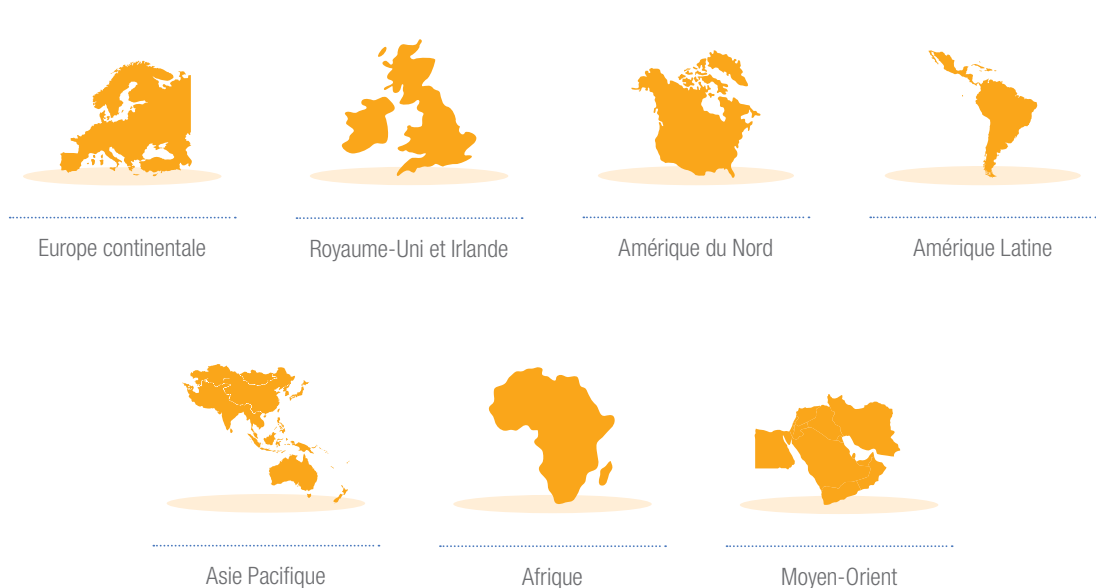 Europe continentale
Royaume-Uni et Irlande
Amérique du Nord
Amérique Latine
Asie Pacifique
Afrique
Moyen-Orient